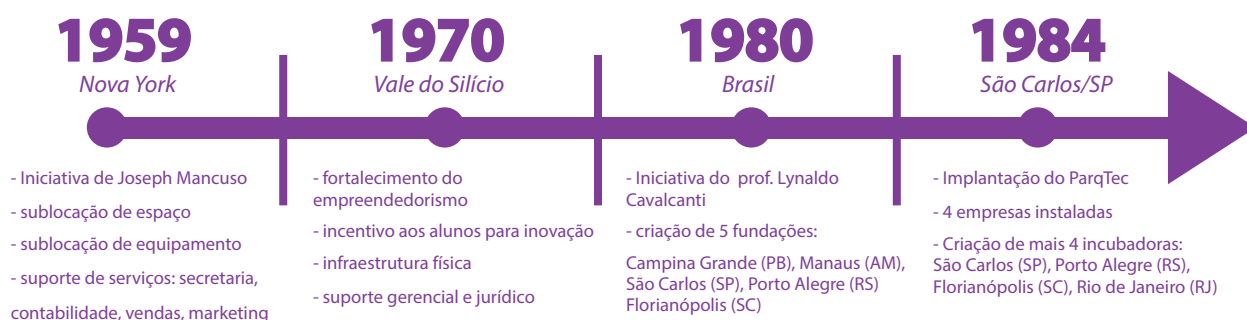 1959
Nova York
- Iniciativa de Joseph Mancuso
- sublocação de espaço
- sublocação de equipamento
- suporte de serviços: secretaria,
contabilidade, vendas, marketing
1970
Vale do Silício
- fortalecimento do
empreendedorismo
- incentivo aos alunos para inovação
- infraestrutura física
- suporte gerencial e jurídico
1980
Brasil
- Iniciativa do prof. Lynaldo
Cavalcanti
- criação de 5 fundações:
Campina Grande (PB), Manaus (AM),
São Carlos (SP), Porto Alegre (RS)
Florianópolis (SC)
1984
São Carlos/SP
- Implantação do ParqTec
- 4 empresas instaladas
- Criação de mais 4 incubadoras:
São Carlos (SP), Porto Alegre (RS),
Florianópolis (SC), Rio de Janeiro (RJ)